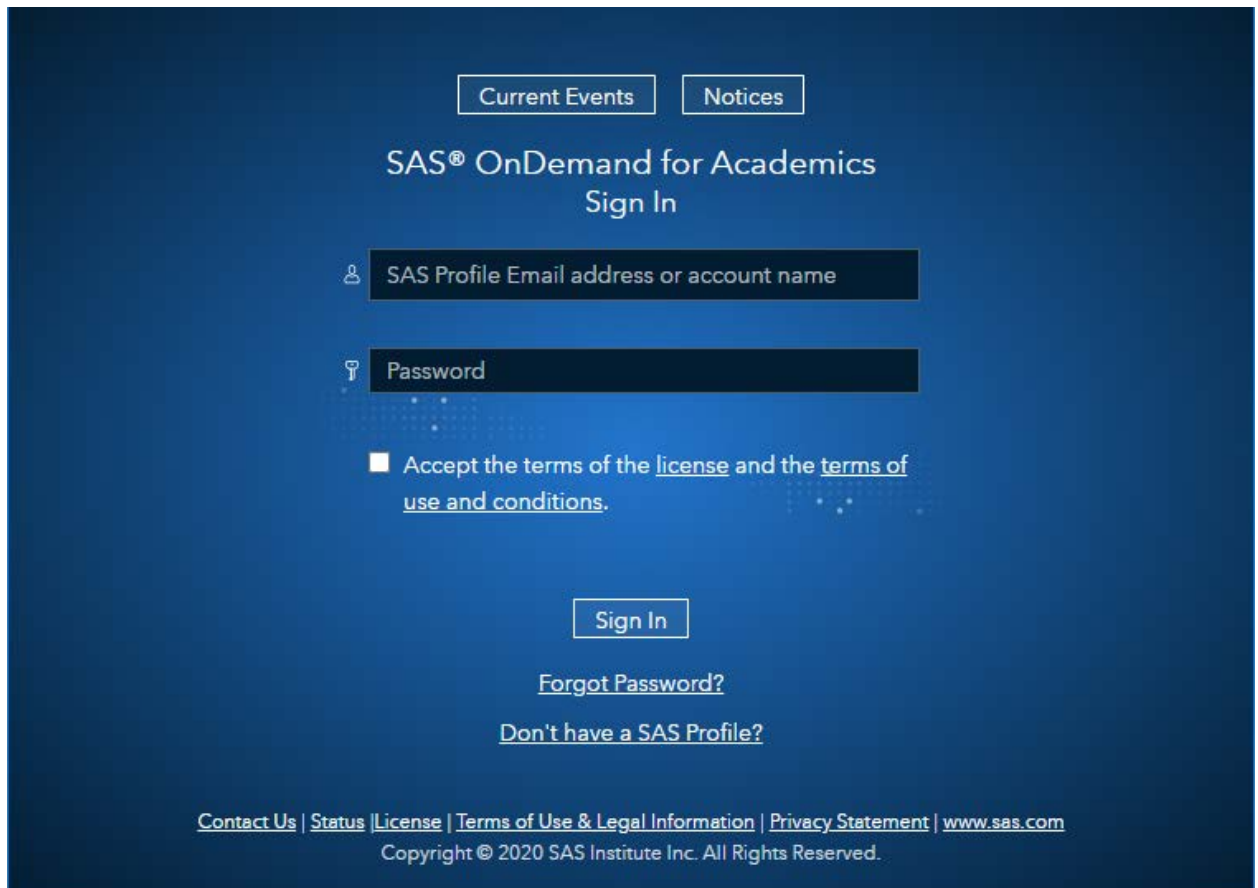 Current Events Notices
SAS® OnDemand for Academics
Sign In
SAS Profile Email address or account name
Password
Accept the terms of the license and the terms of
use and conditions.
Sign In
Forgot Password?
Don't have a SAS Profile?
Contact Us | Status |License | Terms of Use & Legal Information | Privacy Statement | www.sas.com
Copyright © 2020 SAS Institute Inc. All Rights Reserved.